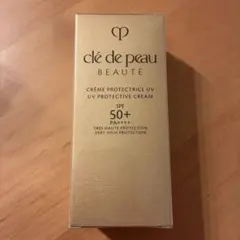 clé de peau
BEAUTÉ
CRÈME PROTECTRICE UV
UV PROTECTIVE CREAM
SPF
50+
PA++++
TRÈS HAUTE PROTECTION
VERY HIGH PROTECTION